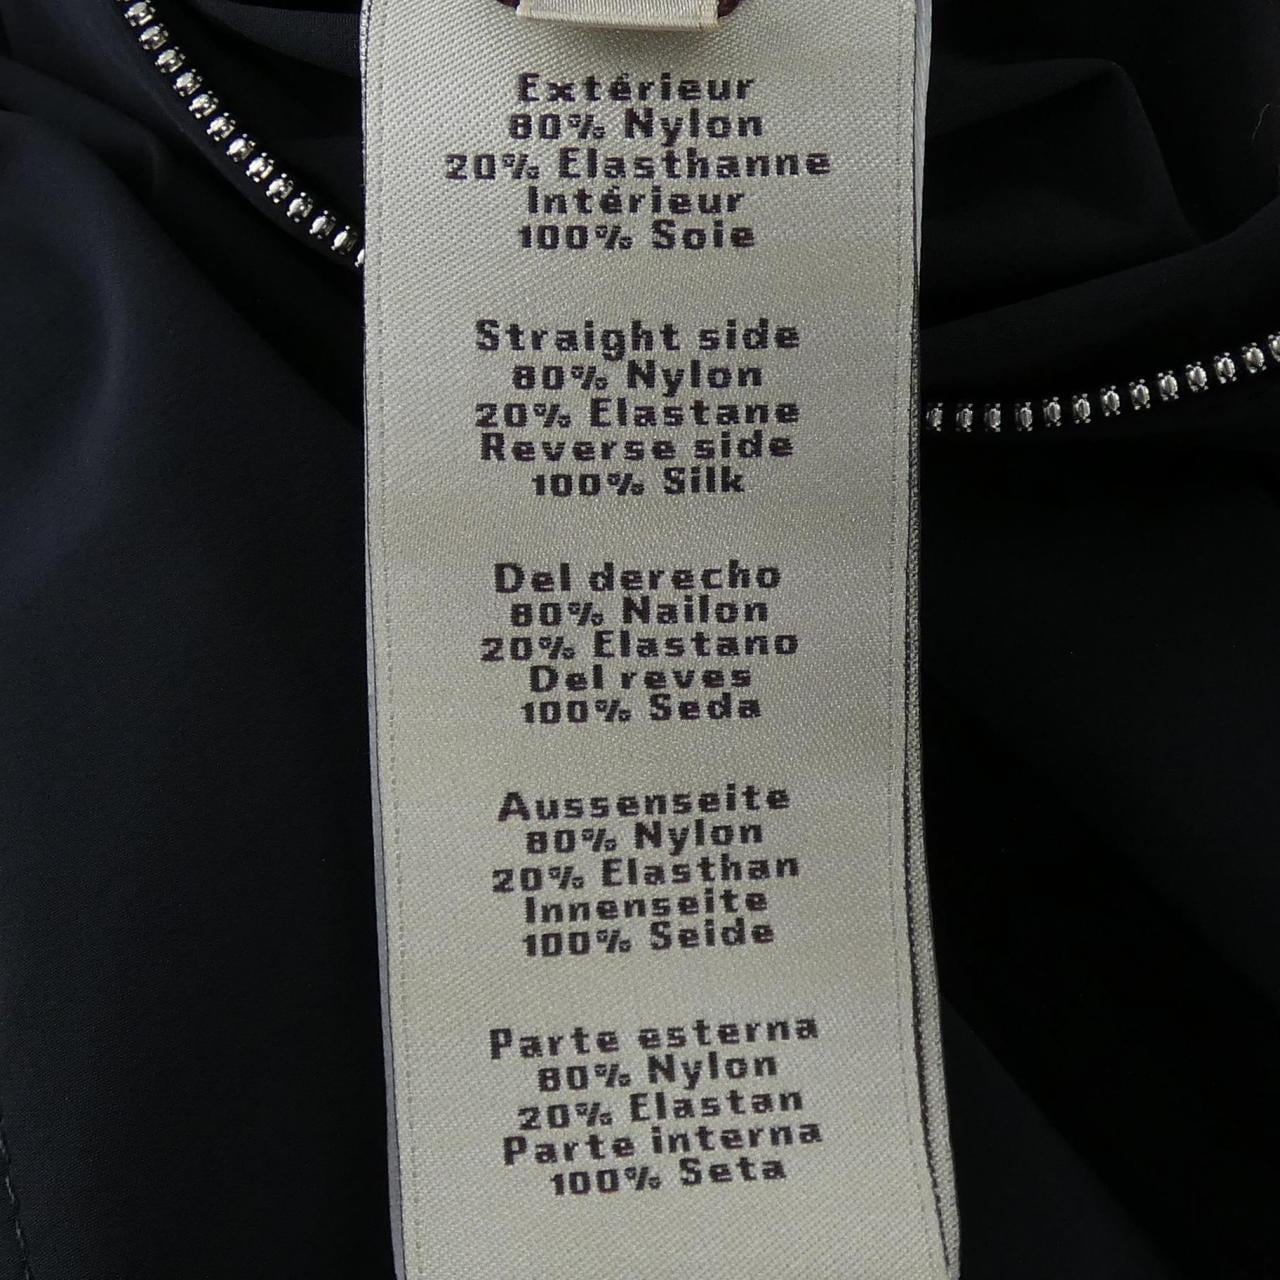 Extérieur
80% Nylon
20% Elasthanne
Intérieur
100% Soie
Straight side
80% Nylon
20% Elastane
Reverse side
100% Silk
Del derecho
80% Nailon
20% Elastano
Del reves
100% Seda
Aussenseite
80% Nylon
20% Elasthan
Innenseite
100% Seide
Parte esterna
80% Nylon
20% Elastan
Parte interna
100% Seta